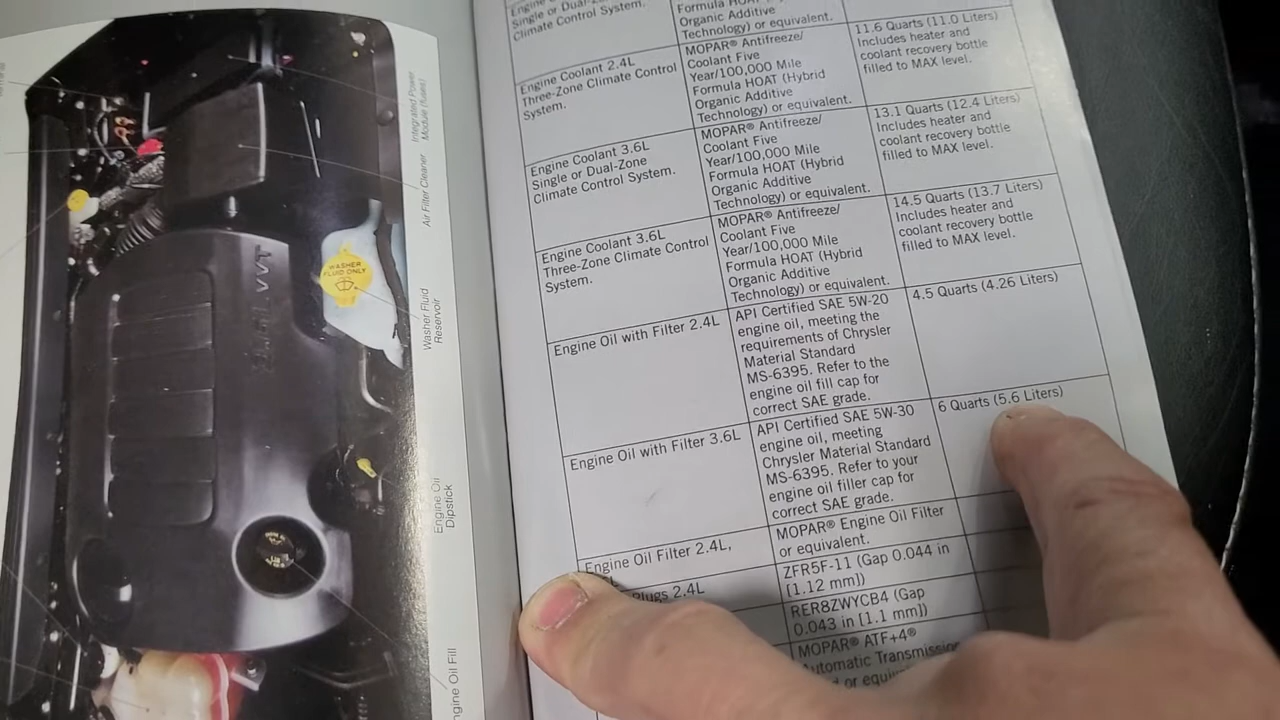 Integrated Power
Module (fuses)
Air Filter Cleaner
WASHER
FLUID ONLY
Washer Fluid
Reservoir
VVT
Engine Oil
Dipstick
Engine Oil Fill
Single or Dual-
Climate Control System.
Organic Additive
Technology) or equivalent.
Engine Coolant 2.4L
Three-Zone Climate Control
System.
MOPAR® Antifreeze/
Coolant Five
Year/100,000 Mile
Formula HOAT (Hybrid
Organic Additive
Technology) or equivalent.
11.6 Quarts (11.0 Liters)
Includes heater and
coolant recovery bottle
filled to MAX level.
Engine Coolant 3.6L
Single or Dual-Zone
Climate Control System.
MOPAR® Antifreeze/
Coolant Five
Year/100,000 Mile
Formula HOAT (Hybrid
Organic Additive
Technology) or equivalent.
13.1 Quarts (12.4 Liters)
Includes heater and
coolant recovery bottle
filled to MAX level.
Engine Coolant 3.6L
Three-Zone Climate Control
System.
MOPAR® Antifreeze/
Coolant Five
Year/100,000 Mile
Formula HOAT (Hybrid
Organic Additive
Technology) or equivalent.
14.5 Quarts (13.7 Liters)
Includes heater and
coolant recovery bottle
filled to MAX level.
Engine Oil with Filter 2.4L
API Certified SAE 5W-20
engine oil, meeting the
requirements of Chrysler
Material Standard
MS-6395. Refer to the
engine oil fill cap for
correct SAE grade.
4.5 Quarts (4.26 Liters)
Engine Oil with Filter 3.6L
API Certified SAE 5W-30
engine oil, meeting
Chrysler Material Standard
MS-6395. Refer to your
engine oil filler cap for
correct SAE grade.
6 Quarts (5.6 Liters)
Engine Oil Filter 2.4L,
MOPAR® Engine Oil Filter
or equivalent.
Plugs 2.4L
ZFR5F-11 (Gap 0.044 in
[1.12 mm])
RER8ZWYCB4 (Gap
0.043 in [1.1 mm])
MOPAR® ATF+4®
Automatic Transmission
or